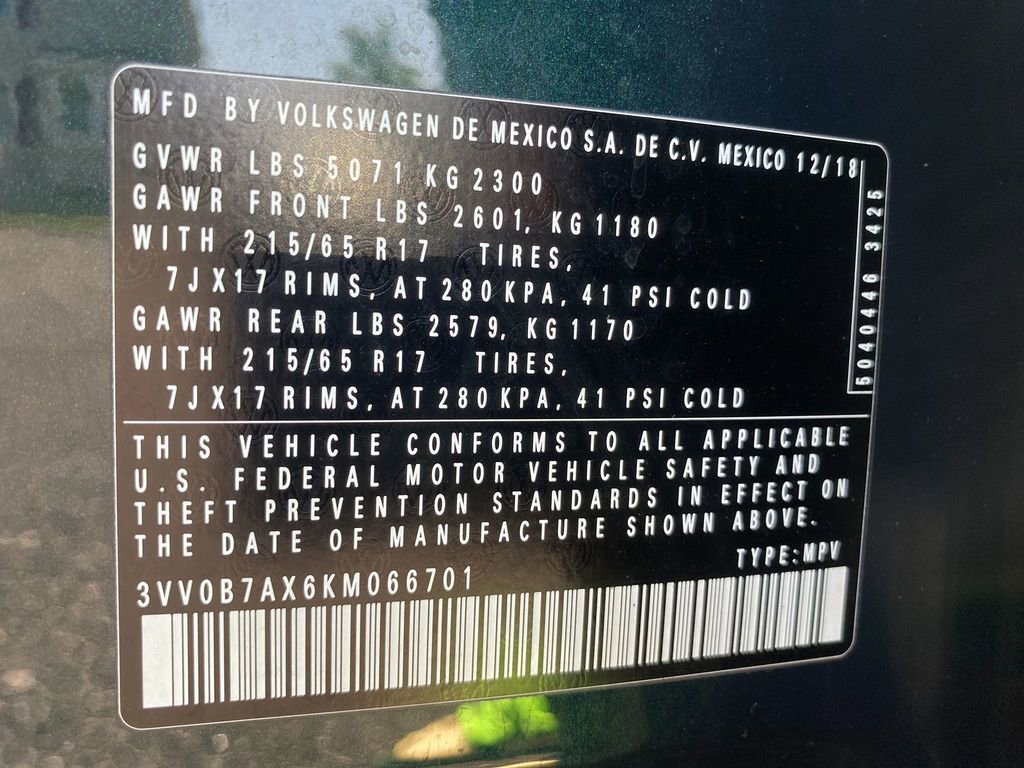 MFD BY VOLKSWAGEN DE MEXICO S.A. DE C.V. MEXICO 12/18
GVWR LBS 5071 KG 2300
GAWR FRONT LBS 2601, KG 1180
WITH 215/65 R17 TIRES,
7JX17 RIMS, AT 280 KPA, 41 PSI COLD
GAWR REAR LBS 2579, KG 1170
WITH 215/65 R17 TIRES,
7JX17 RIMS, AT 280 KPA, 41 PSI COLD
5040446 3425
THIS VEHICLE CONFORMS TO ALL APPLICABLE
U.S. FEDERAL MOTOR VEHICLE SAFETY AND
THEFT PREVENTION STANDARDS IN EFFECT ON
THE DATE OF MANUFACTURE SHOWN ABOVE.
TYPE: MPV
3VV0B7AX6KM066701